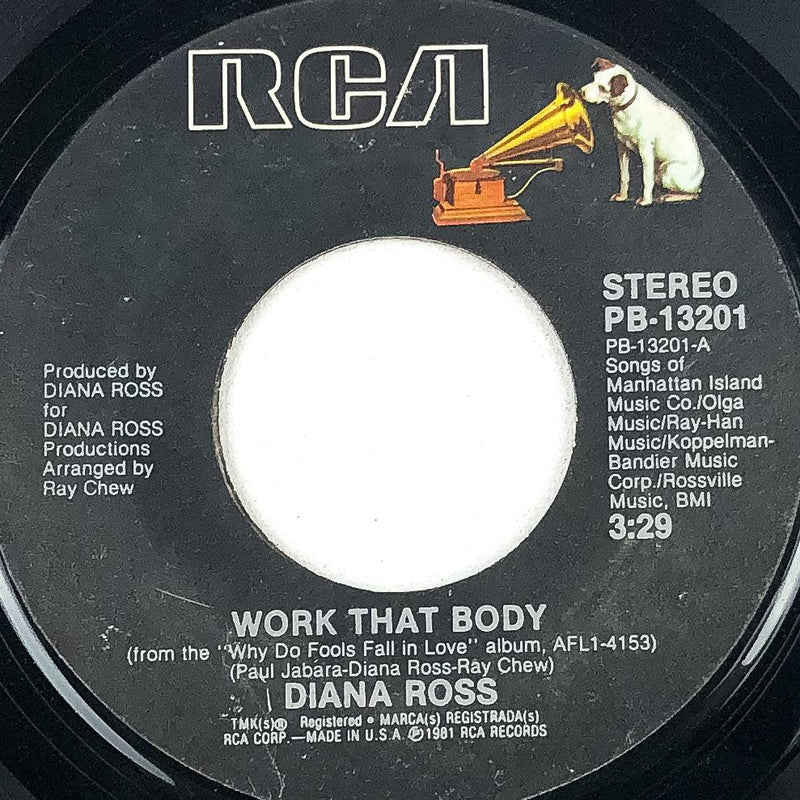 RCA
STEREO
PB-13201
PB-13201-A
Songs of
Manhattan Island
Music Co./Olga
Music/Ray-Han
Music/Koppelman-
Bandier Music
Corp./Rossville
Music, BMI
3:29
Produced by
DIANA ROSS
for
DIANA ROSS
Productions
Arranged by
Ray Chew
WORK THAT BODY
(from the "Why Do Fools Fall in Love" album, AFL1-4153)
(Paul Jabara-Diana Ross-Ray Chew)
DIANA ROSS
TMK(s)® Registered • MARCA(s) REGISTRADA(s)
RCA CORP.—MADE IN U.S.A. ℗1981 RCA RECORDS